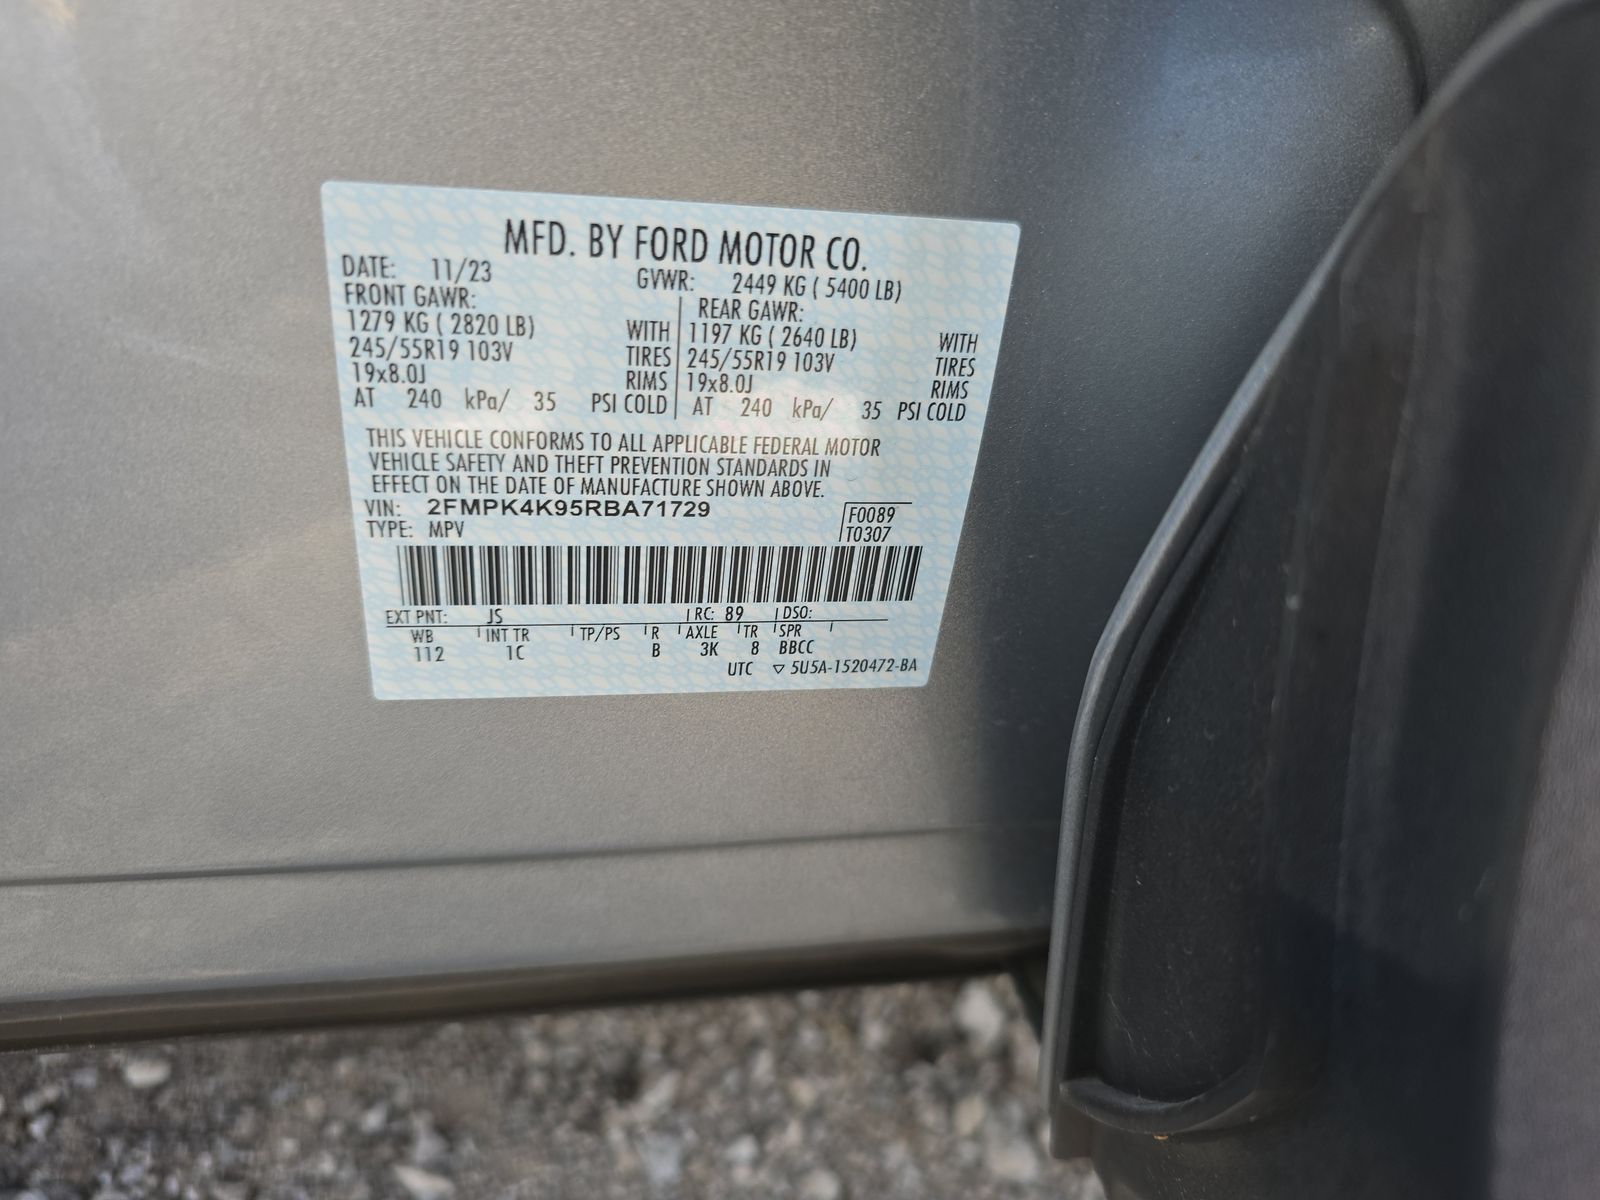 MFD. BY FORD MOTOR CO.
DATE: 11/23 GVWR: 2449 KG ( 5400 LB)
FRONT GAWR: REAR GAWR:
1279 KG ( 2820 LB) WITH 1197 KG ( 2640 LB) WITH
245/55R19 103V TIRES 245/55R19 103V TIRES
19x8.0J RIMS 19x8.0J RIMS
AT 240 kPa/ 35 PSI COLD AT 240 kPa/ 35 PSI COLD
THIS VEHICLE CONFORMS TO ALL APPLICABLE FEDERAL MOTOR
VEHICLE SAFETY AND THEFT PREVENTION STANDARDS IN
EFFECT ON THE DATE OF MANUFACTURE SHOWN ABOVE.
VIN: 2FMPK4K95RBA71729 F0089
TYPE: MPV T0307
EXT PNT: JS RC: 89 DSO:
WB INT TR TP/PS R AXLE TR SPR
112 1C B 3K 8 BBCC
UTC ▽ 5U5A-1520472-BA